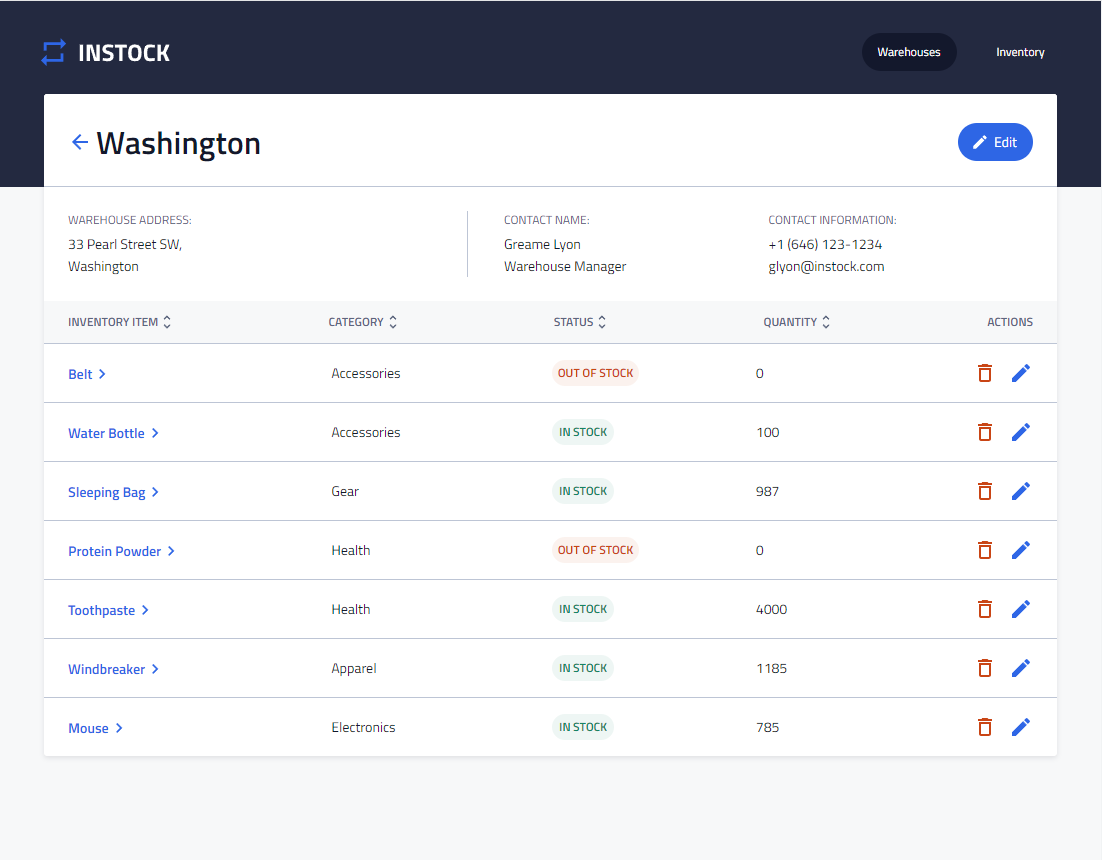 INSTOCK
Warehouses
Inventory
Washington
Edit
WAREHOUSE ADDRESS:
33 Pearl Street SW,
Washington
CONTACT NAME:
Greame Lyon
Warehouse Manager
CONTACT INFORMATION:
+1 (646) 123-1234
glyon@instock.com
INVENTORY ITEM CATEGORY STATUS QUANTITY ACTIONS
Belt Accessories OUT OF STOCK 0
Water Bottle Accessories IN STOCK 100
Sleeping Bag Gear IN STOCK 987
Protein Powder Health OUT OF STOCK 0
Toothpaste Health IN STOCK 4000
Windbreaker Apparel IN STOCK 1185
Mouse Electronics IN STOCK 785